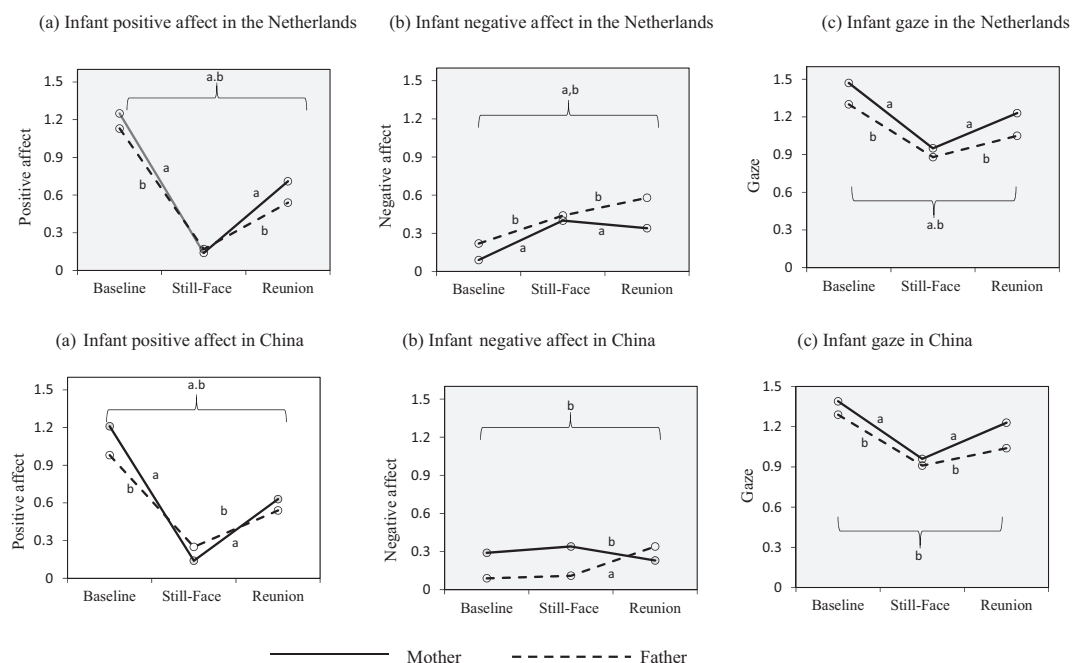 (a) Infant positive affect in the Netherlands
(b) Infant negative affect in the Netherlands
(c) Infant gaze in the Netherlands
Positive affect
1.5
1.2
0.9
0.6
0.3
0
a.b
a
b
a
b
Baseline Still-Face Reunion
Negative affect
1.5
1.2
0.9
0.6
0.3
0
a,b
b
a
b
a
Baseline Still-Face Reunion
Gaze
1.5
1.2
0.9
0.6
0.3
0
a
b
a
b
a.b
Baseline Still-Face Reunion
(a) Infant positive affect in China
(b) Infant negative affect in China
(c) Infant gaze in China
Positive affect
1.5
1.2
0.9
0.6
0.3
0
a.b
a
b
b
a
Baseline Still-Face Reunion
Negative affect
1.5
1.2
0.9
0.6
0.3
0
b
b
a
Baseline Still-Face Reunion
Gaze
1.5
1.2
0.9
0.6
0.3
0
a
b
a
b
b
Baseline Still-Face Reunion
Mother Father